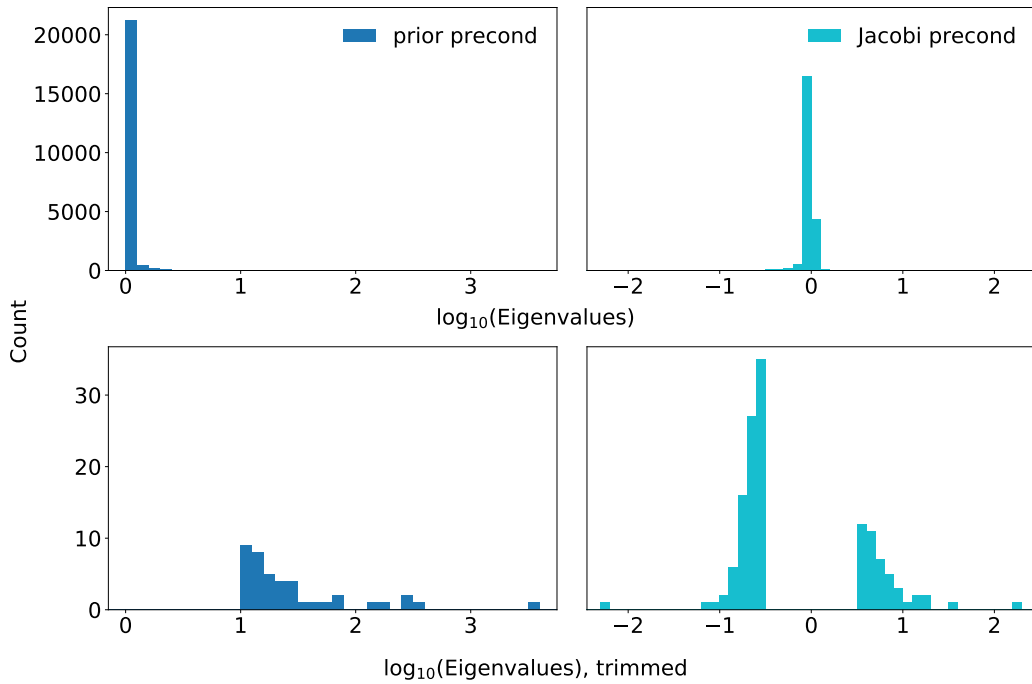 prior precond
Jacobi precond
20000
15000
10000
5000
0
0 1 2 3
−2 −1 0 1 2
log₁₀(Eigenvalues)
Count
30
20
10
0
0 1 2 3
−2 −1 0 1 2
log₁₀(Eigenvalues), trimmed